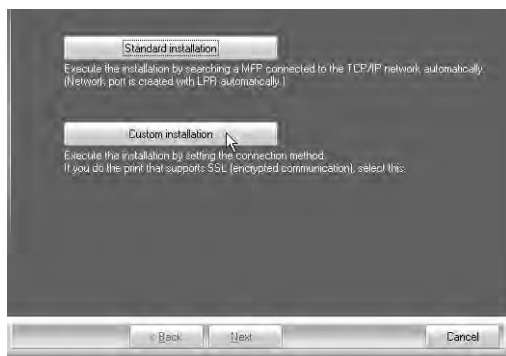 Standard installation
Execute the installation by searching a MFP connected to the TCP/IP network automatically.
(Network port is created with LPR automatically.)
Custom installation
Execute the installation by setting the connection method.
If you do the print that supports SSL (encrypted communication), select this.
< Back Next Cancel